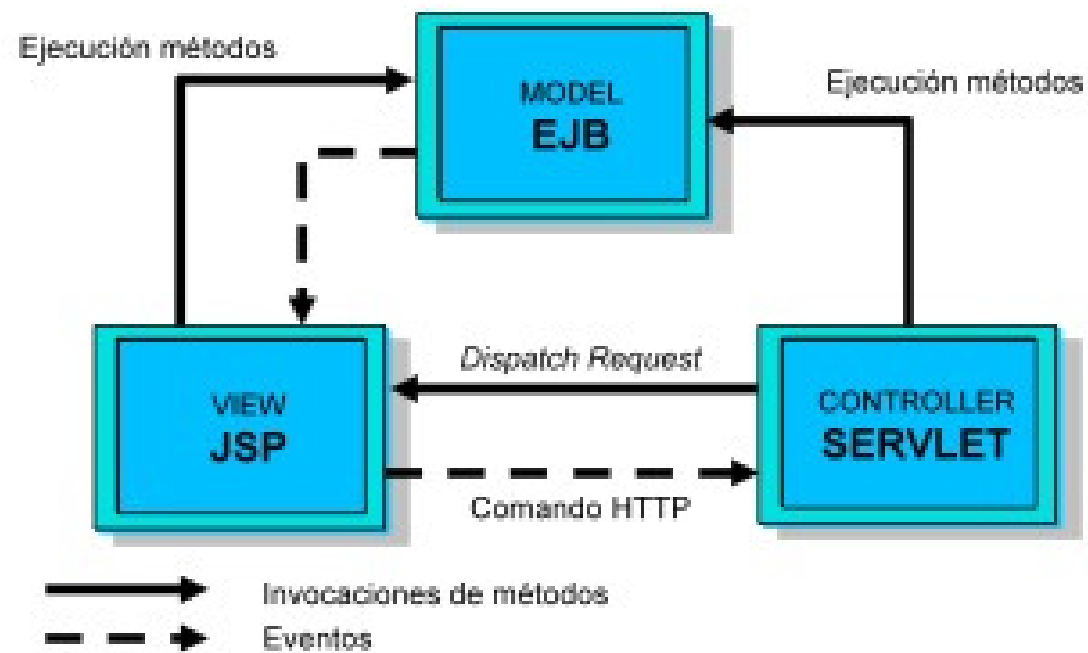 Ejecución métodos
MODEL
EJB
Ejecución métodos
Dispatch Request
VIEW
JSP
CONTROLLER
SERVLET
Comando HTTP
Invocaciones de métodos
Eventos